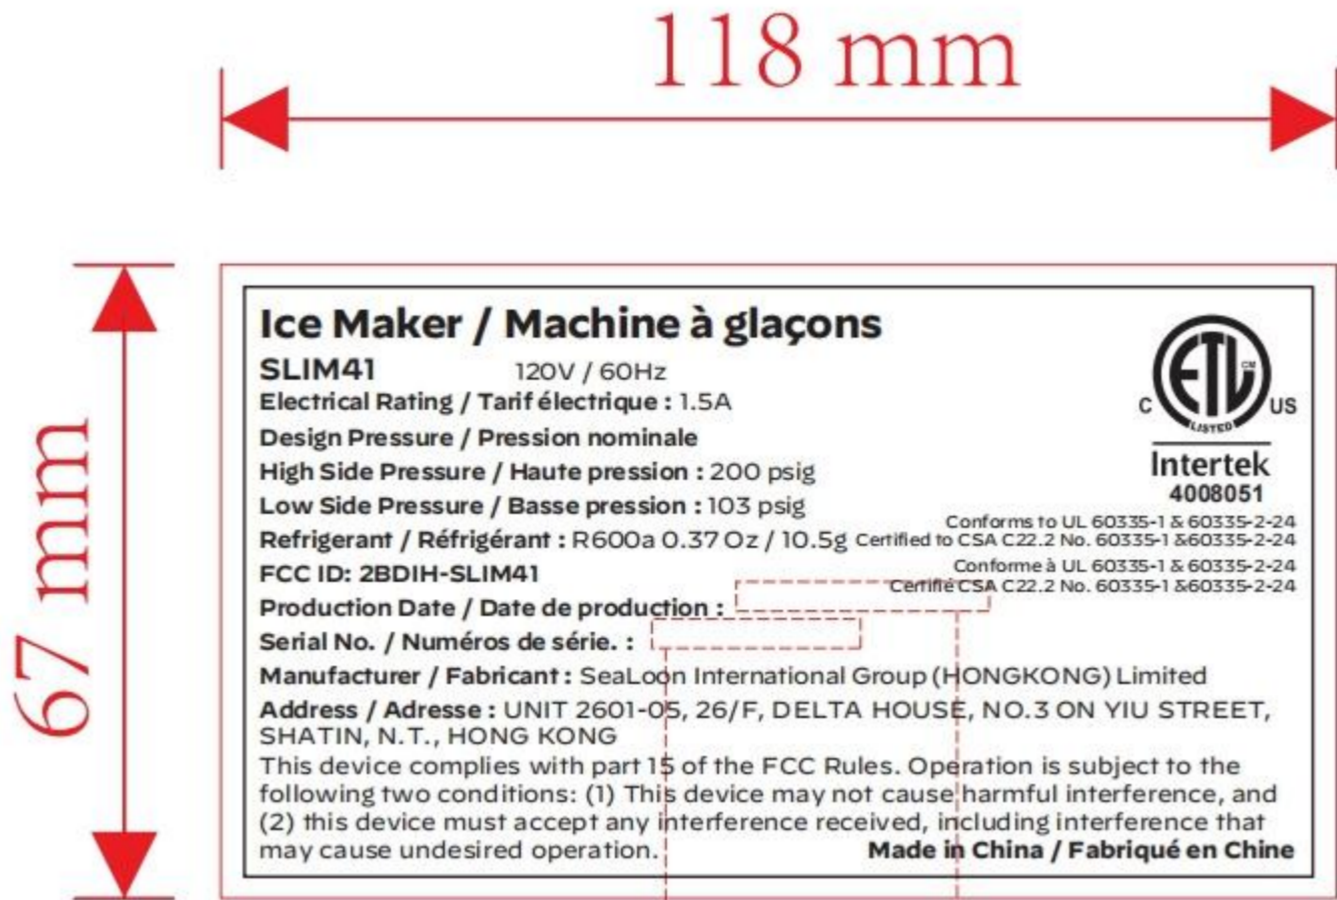 118 mm
67 mm
Ice Maker / Machine à glaçons
SLIM41 120V / 60Hz
Electrical Rating / Tarif électrique : 1.5A
Design Pressure / Pression nominale
High Side Pressure / Haute pression : 200 psig
Low Side Pressure / Basse pression : 103 psig
Refrigerant / Réfrigérant : R600a 0.37 Oz / 10.5g
FCC ID: 2BDIH-SLIM41
Production Date / Date de production :
Serial No. / Numéros de série. :
ETL CM
C US
LISTED
Intertek
4008051
Conforms to UL 60335-1 & 60335-2-24
Certified to CSA C22.2 No. 60335-1 &60335-2-24
Conforme à UL 60335-1 & 60335-2-24
Certifié CSA C22.2 No. 60335-1 &60335-2-24
Manufacturer / Fabricant : SeaLoon International Group (HONGKONG) Limited
Address / Adresse : UNIT 2601-05, 26/F, DELTA HOUSE, NO.3 ON YIU STREET,
SHATIN, N.T., HONG KONG
This device complies with part 15 of the FCC Rules. Operation is subject to the
following two conditions: (1) This device may not cause harmful interference, and
(2) this device must accept any interference received, including interference that
may cause undesired operation.
Made in China / Fabriqué en Chine